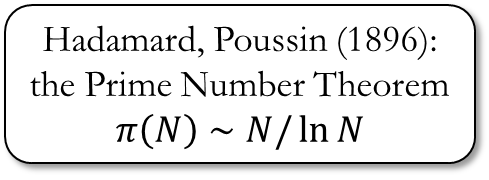 Hadamard, Poussin (1896):
the Prime Number Theorem
𝜋(𝑁) ~ 𝑁/ ln 𝑁